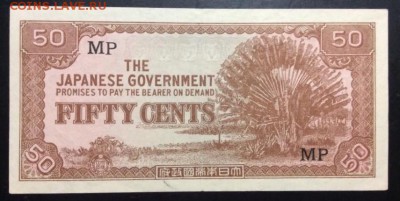 COINS.LAVE.RU
50
50
MP
THE
JAPANESE GOVERNMENT
PROMISES TO PAY THE BEARER ON DEMAND
FIFTY CENTS
MP
50
50
府政國帝本日大